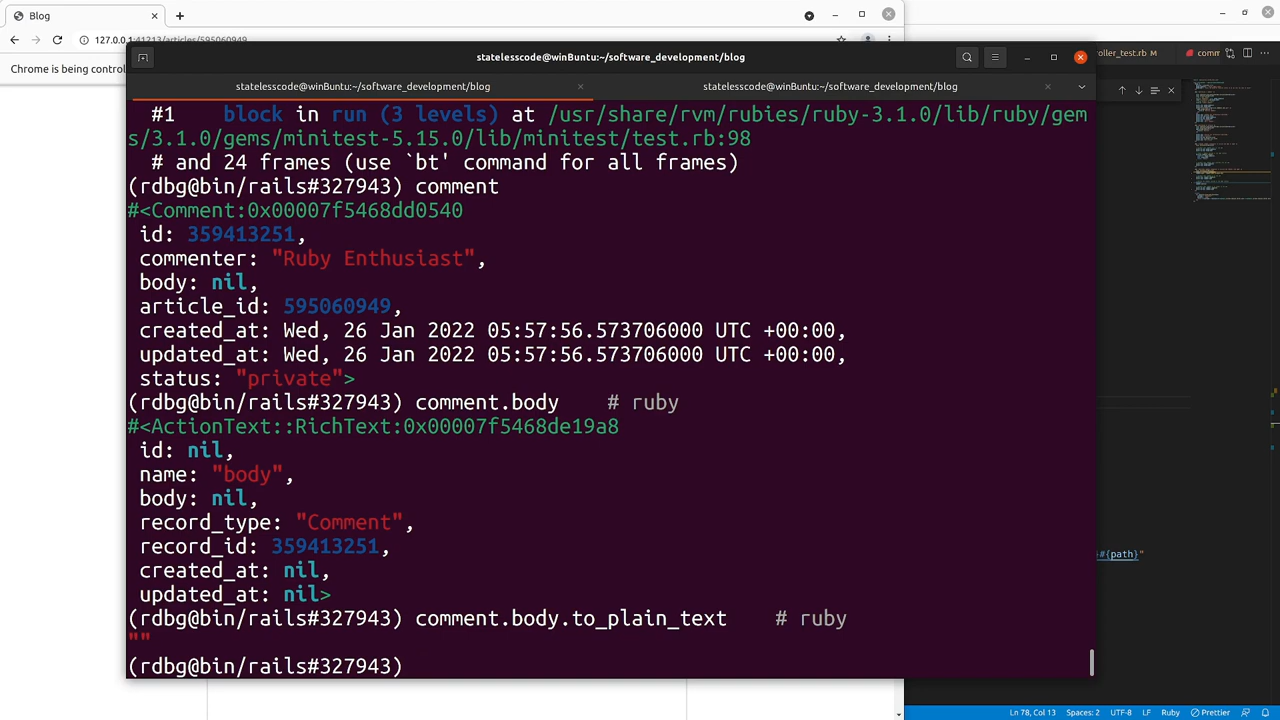 Blog
127.0.0.1:41213/articles/595060949
Chrome is being control
oller_test.rb M
comm
statelesscode@winBuntu:~/software_development/blog
statelesscode@winBuntu:~/software_development/blog
statelesscode@winBuntu:~/software_development/blog
#1    block in run (3 levels) at /usr/share/rvm/rubies/ruby-3.1.0/lib/ruby/gem
s/3.1.0/gems/minitest-5.15.0/lib/minitest/test.rb:98
# and 24 frames (use `bt' command for all frames)
(rdbg@bin/rails#327943) comment
#<Comment:0x00007f5468dd0540
id: 359413251,
commenter: "Ruby Enthusiast",
body: nil,
article_id: 595060949,
created_at: Wed, 26 Jan 2022 05:57:56.573706000 UTC +00:00,
updated_at: Wed, 26 Jan 2022 05:57:56.573706000 UTC +00:00,
status: "private">
(rdbg@bin/rails#327943) comment.body    # ruby
#<ActionText::RichText:0x00007f5468de19a8
id: nil,
name: "body",
body: nil,
record_type: "Comment",
record_id: 359413251,
created_at: nil,
updated_at: nil>
(rdbg@bin/rails#327943) comment.body.to_plain_text    # ruby
""
(rdbg@bin/rails#327943)
#{path}"
Ln 78, Col 13 Spaces: 2 UTF-8 LF Ruby Prettier